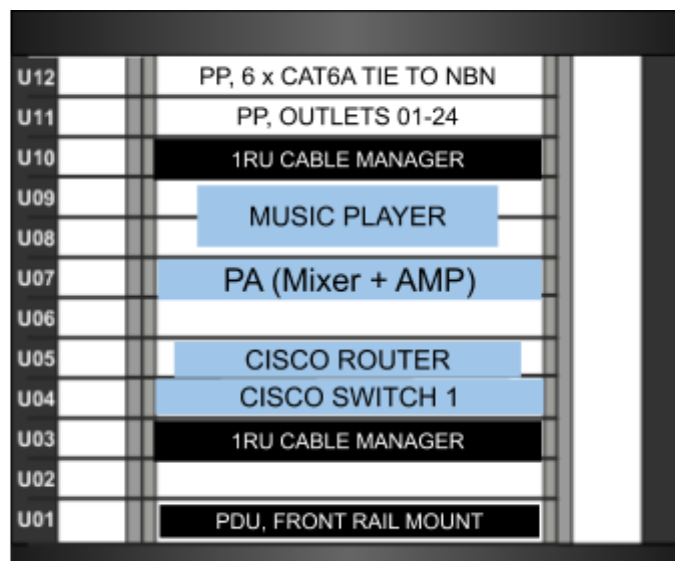 U12 PP, 6 x CAT6A TIE TO NBN
U11 PP, OUTLETS 01-24
U10 1RU CABLE MANAGER
U09
MUSIC PLAYER
U08
U07 PA (Mixer + AMP)
U06
U05 CISCO ROUTER
U04 CISCO SWITCH 1
U03 1RU CABLE MANAGER
U02
U01 PDU, FRONT RAIL MOUNT